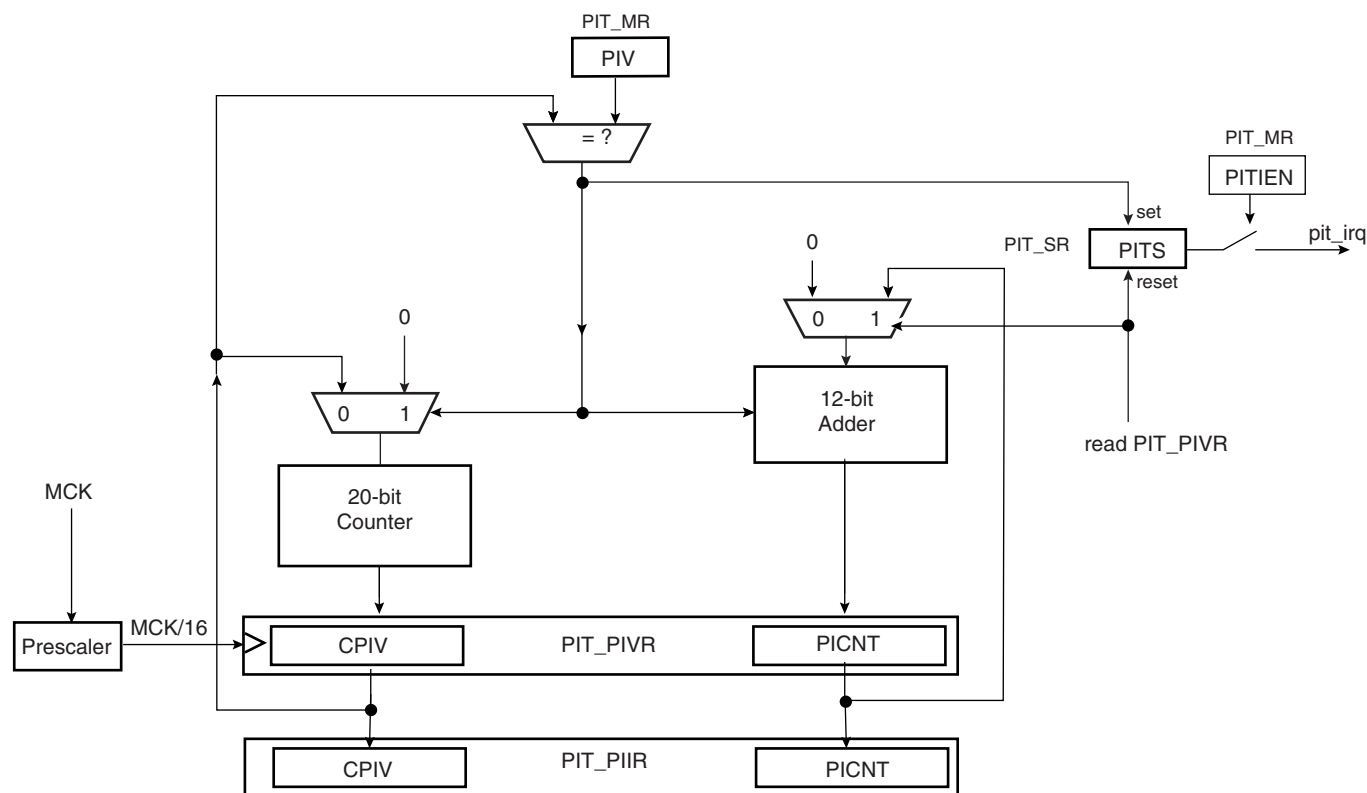 PIT_MR
PIV
= ?
PIT_MR
PITIEN
set
0
PIT_SR
PITS
pit_irq
reset
0
0 1
0 1
12-bit
Adder
read PIT_PIVR
MCK
20-bit
Counter
MCK/16
Prescaler
CPIV
PIT_PIVR
PICNT
CPIV
PIT_PIIR
PICNT